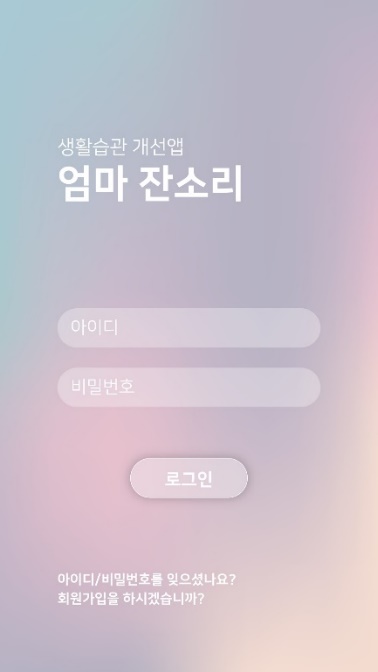 생활습관 개선앱
엄마 잔소리
아이디
비밀번호
로그인
아이디/비밀번호를 잊으셨나요?
회원가입을 하시겠습니까?